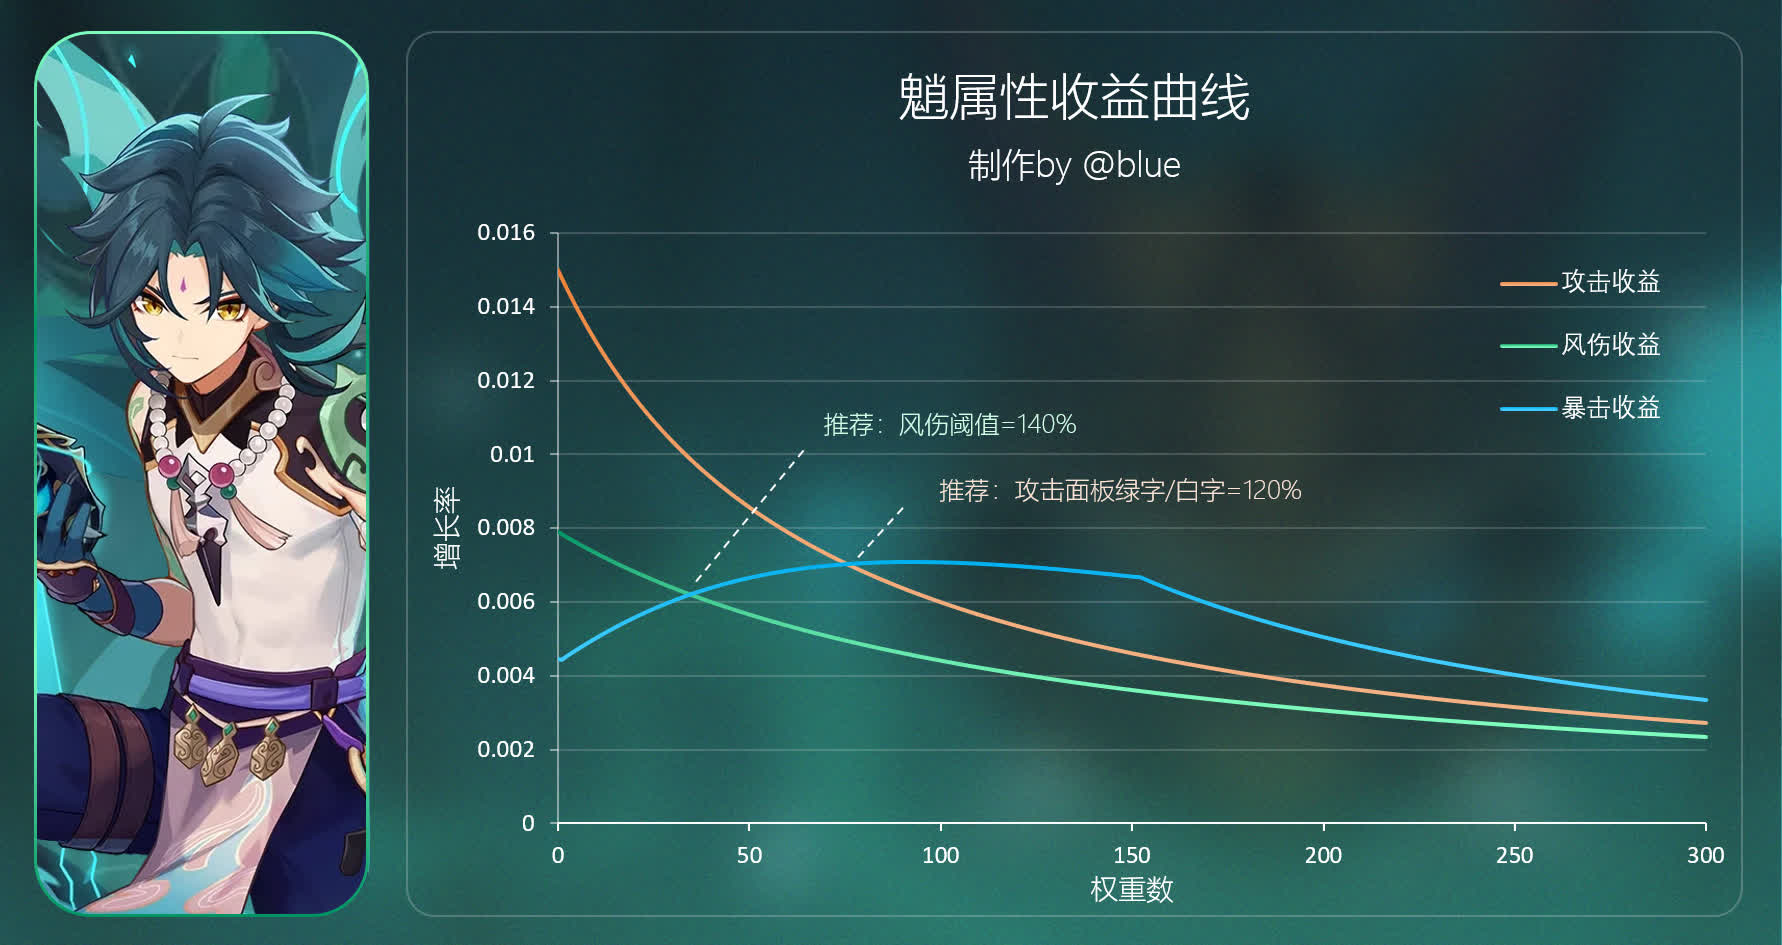 魈属性收益曲线
制作by @blue
增长率
0.016
0.014
0.012
0.01
0.008
0.006
0.004
0.002
0
攻击收益
风伤收益
暴击收益
推荐：风伤阈值=140%
推荐：攻击面板绿字/白字=120%
0 50 100 150 200 250 300
权重数